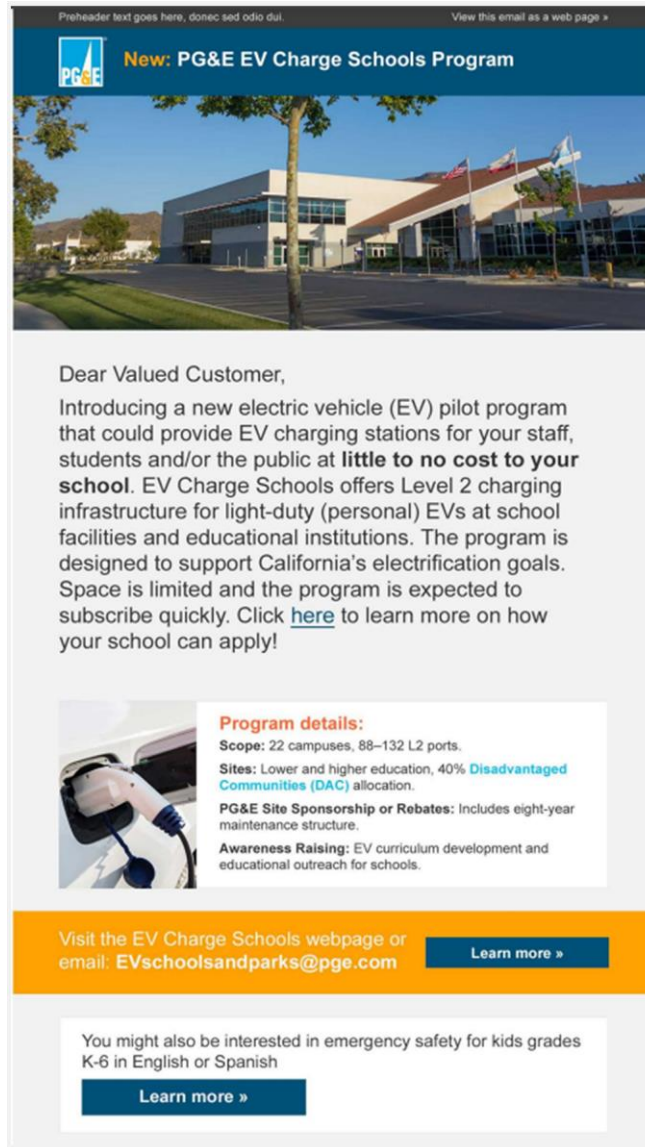 Preheader text goes here, donec sed odio dui.
View this email as a web page »
PG&E
New: PG&E EV Charge Schools Program
Dear Valued Customer,
Introducing a new electric vehicle (EV) pilot program
that could provide EV charging stations for your staff,
students and/or the public at little to no cost to your
school. EV Charge Schools offers Level 2 charging
infrastructure for light-duty (personal) EVs at school
facilities and educational institutions. The program is
designed to support California’s electrification goals.
Space is limited and the program is expected to
subscribe quickly. Click here to learn more on how
your school can apply!
Program details:
Scope: 22 campuses, 88–132 L2 ports.
Sites: Lower and higher education, 40% Disadvantaged
Communities (DAC) allocation.
PG&E Site Sponsorship or Rebates: Includes eight-year
maintenance structure.
Awareness Raising: EV curriculum development and
educational outreach for schools.
Visit the EV Charge Schools webpage or
email: EVschoolsandparks@pge.com
Learn more »
You might also be interested in emergency safety for kids grades
K-6 in English or Spanish
Learn more »